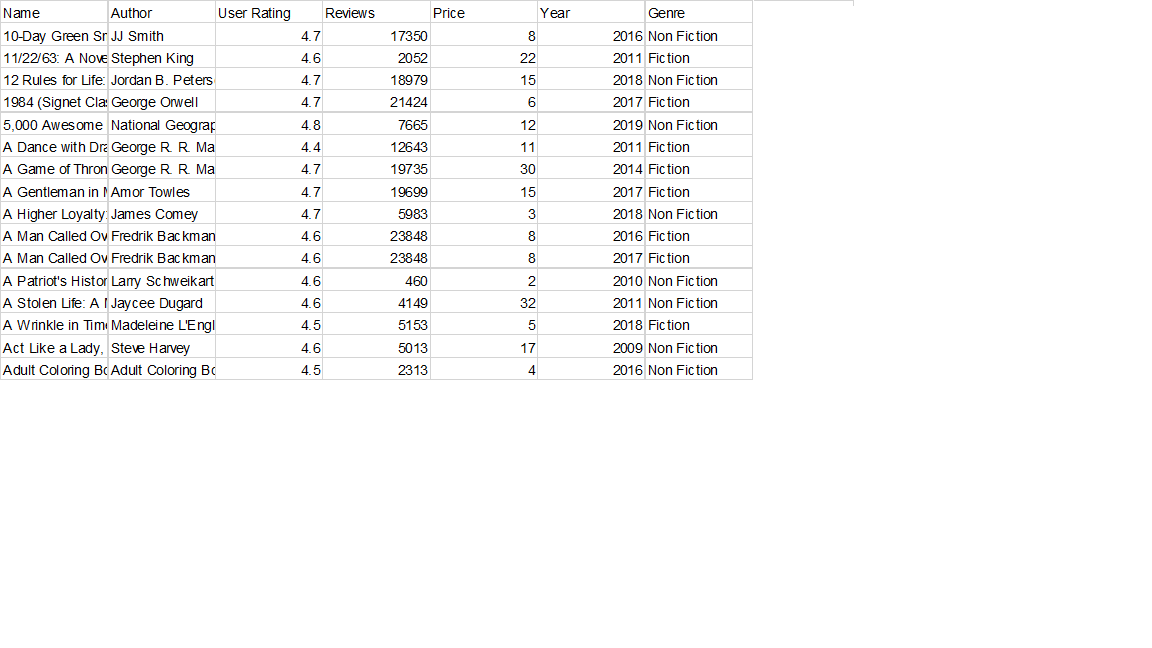 Name Author User Rating Reviews Price Year Genre
10-Day Green Sm JJ Smith 4.7 17350 8 2016 Non Fiction
11/22/63: A Nove Stephen King 4.6 2052 22 2011 Fiction
12 Rules for Life: Jordan B. Peters 4.7 18979 15 2018 Non Fiction
1984 (Signet Clas George Orwell 4.7 21424 6 2017 Fiction
5,000 Awesome National Geograp 4.8 7665 12 2019 Non Fiction
A Dance with Dra George R. R. Ma 4.4 12643 11 2011 Fiction
A Game of Thron George R. R. Ma 4.7 19735 30 2014 Fiction
A Gentleman in Amor Towles 4.7 19699 15 2017 Fiction
A Higher Loyalty: James Comey 4.7 5983 3 2018 Non Fiction
A Man Called Ov Fredrik Backman 4.6 23848 8 2016 Fiction
A Man Called Ov Fredrik Backman 4.6 23848 8 2017 Fiction
A Patriot's Histor Larry Schweikart 4.6 460 2 2010 Non Fiction
A Stolen Life: A Jaycee Dugard 4.6 4149 32 2011 Non Fiction
A Wrinkle in Time Madeleine L'Engl 4.5 5153 5 2018 Fiction
Act Like a Lady, Steve Harvey 4.6 5013 17 2009 Non Fiction
Adult Coloring Bo Adult Coloring Bo 4.5 2313 4 2016 Non Fiction